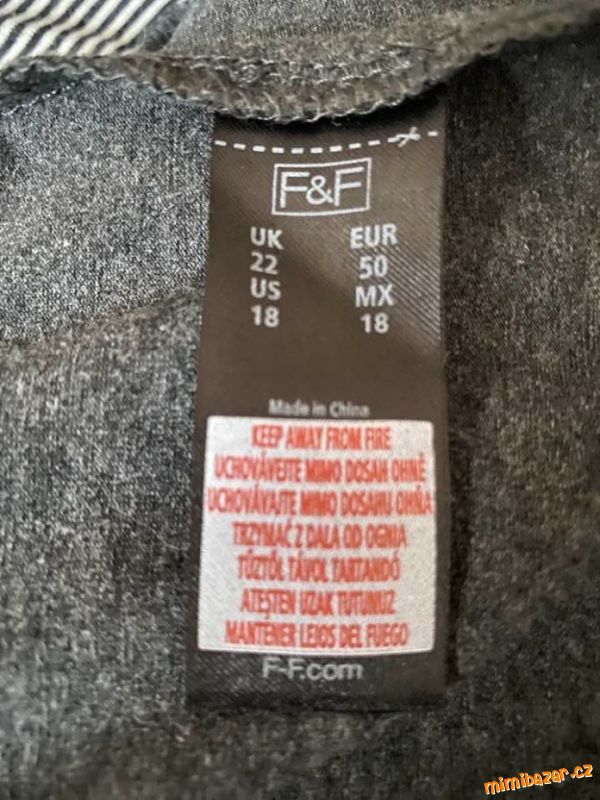 F&F
UK EUR
22 50
US MX
18 18
Made in China
KEEP AWAY FROM FIRE
UCHOVÁVEJTE MIMO DOSAH OHNĚ
UCHOVÁVAJTE MIMO DOSAHU OHŇA
TRZYMAĆ Z DALA OD OGNIA
TŰZTŐL TÁVOL TARTANDÓ
ATEŞTEN UZAK TUTUNUZ
MANTENER LEJOS DEL FUEGO
F-F.com
mimibazar.cz